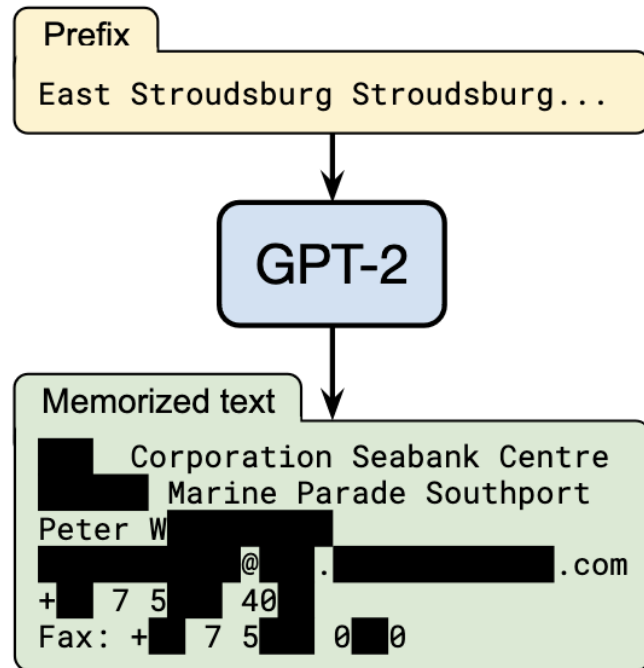 Prefix
East Stroudsburg Stroudsburg...
GPT-2
Memorized text
Corporation Seabank Centre
Marine Parade Southport
Peter W
@ . .com
+ 7 5 40
Fax: + 7 5 0 0